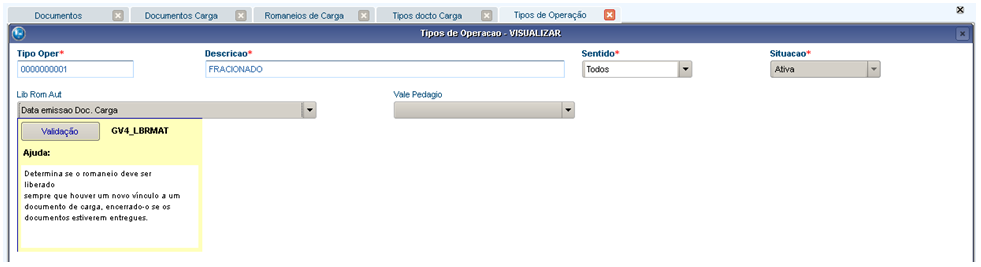 Documentos
Documentos Carga
Romaneios de Carga
Tipos docto Carga
Tipos de Operação
Tipos de Operacao - VISUALIZAR
Tipo Oper* Descricao* Sentido* Situacao*
0000000001 FRACIONADO Todos Ativa
Lib Rom Aut Vale Pedagio
Data emissao Doc. Carga
Validação GV4_LBRMAT
Ajuda:
Determina se o romaneio deve ser
liberado
sempre que houver um novo vínculo a um
documento de carga, encerrado-o se os
documentos estiverem entregues.